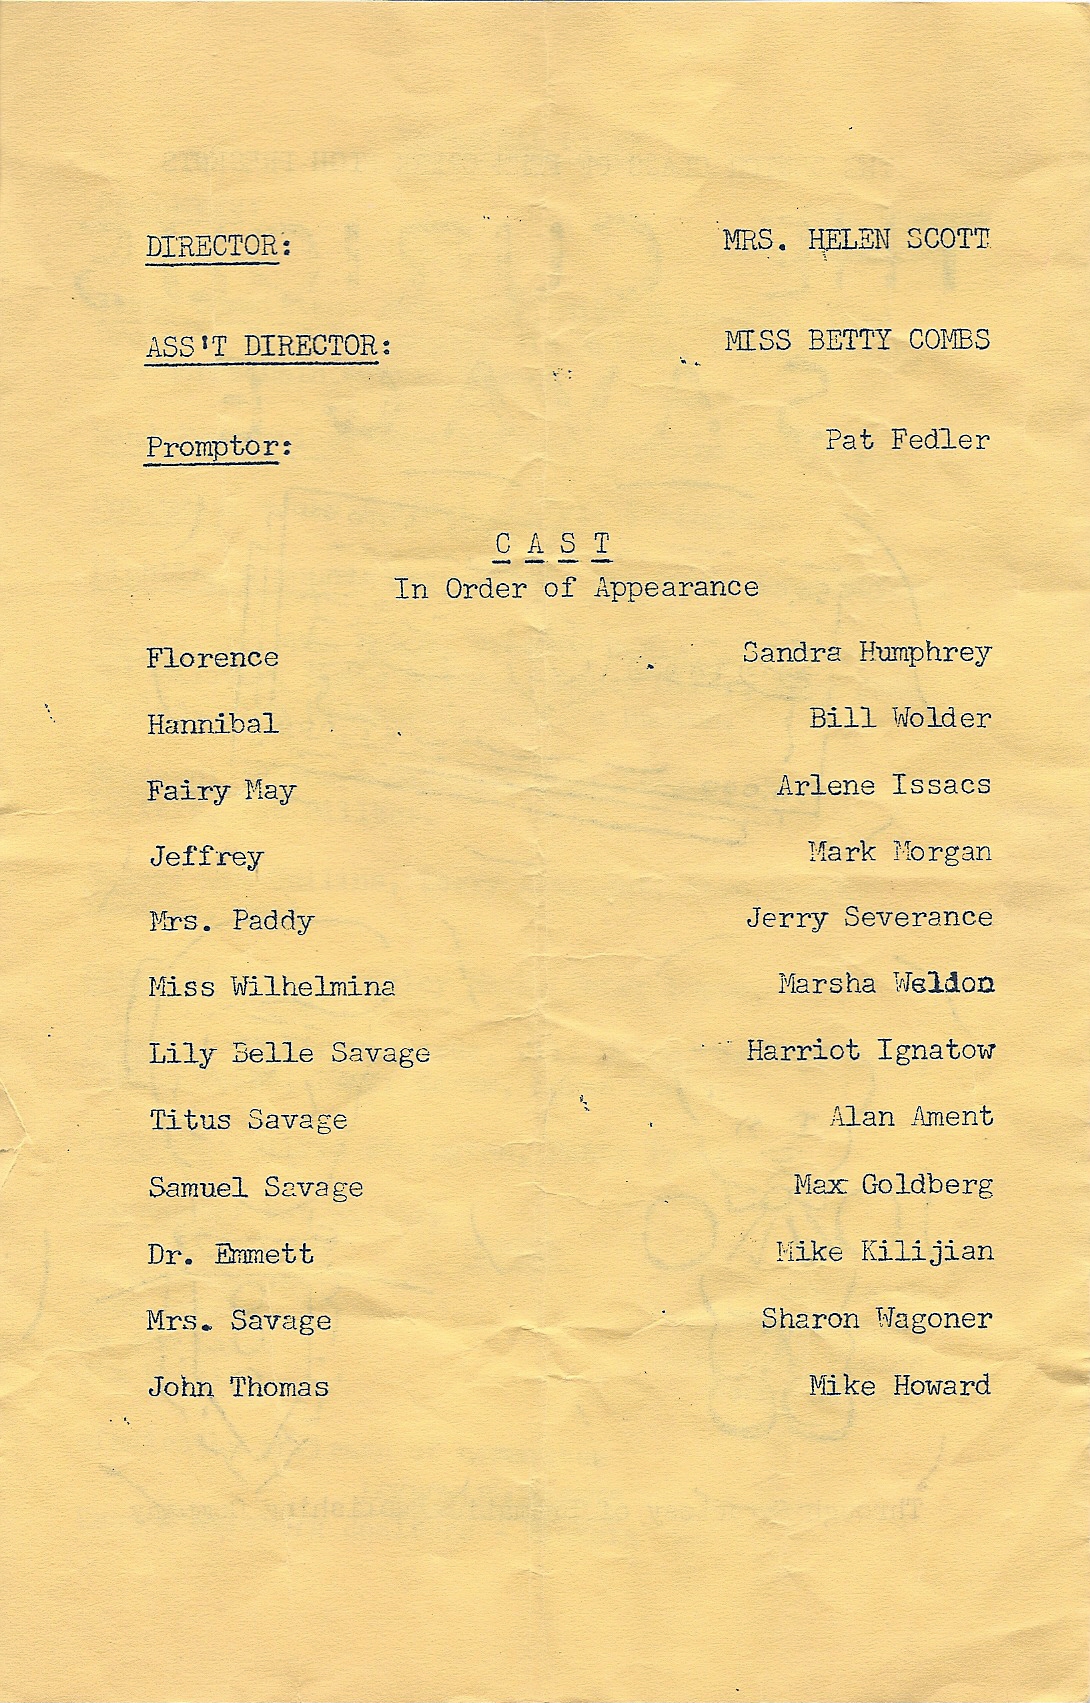 DIRECTOR: MRS. HELEN SCOTT
ASS'T DIRECTOR: MISS BETTY COMBS
Promptor: Pat Fedler
C A S T
In Order of Appearance
Florence Sandra Humphrey
Hannibal Bill Wolder
Fairy May Arlene Issacs
Jeffrey Mark Morgan
Mrs. Paddy Jerry Severance
Miss Wilhelmina Marsha Weldon
Lily Belle Savage Harriot Ignatow
Titus Savage Alan Ament
Samuel Savage Max Goldberg
Dr. Emmett Mike Kilijian
Mrs. Savage Sharon Wagoner
John Thomas Mike Howard